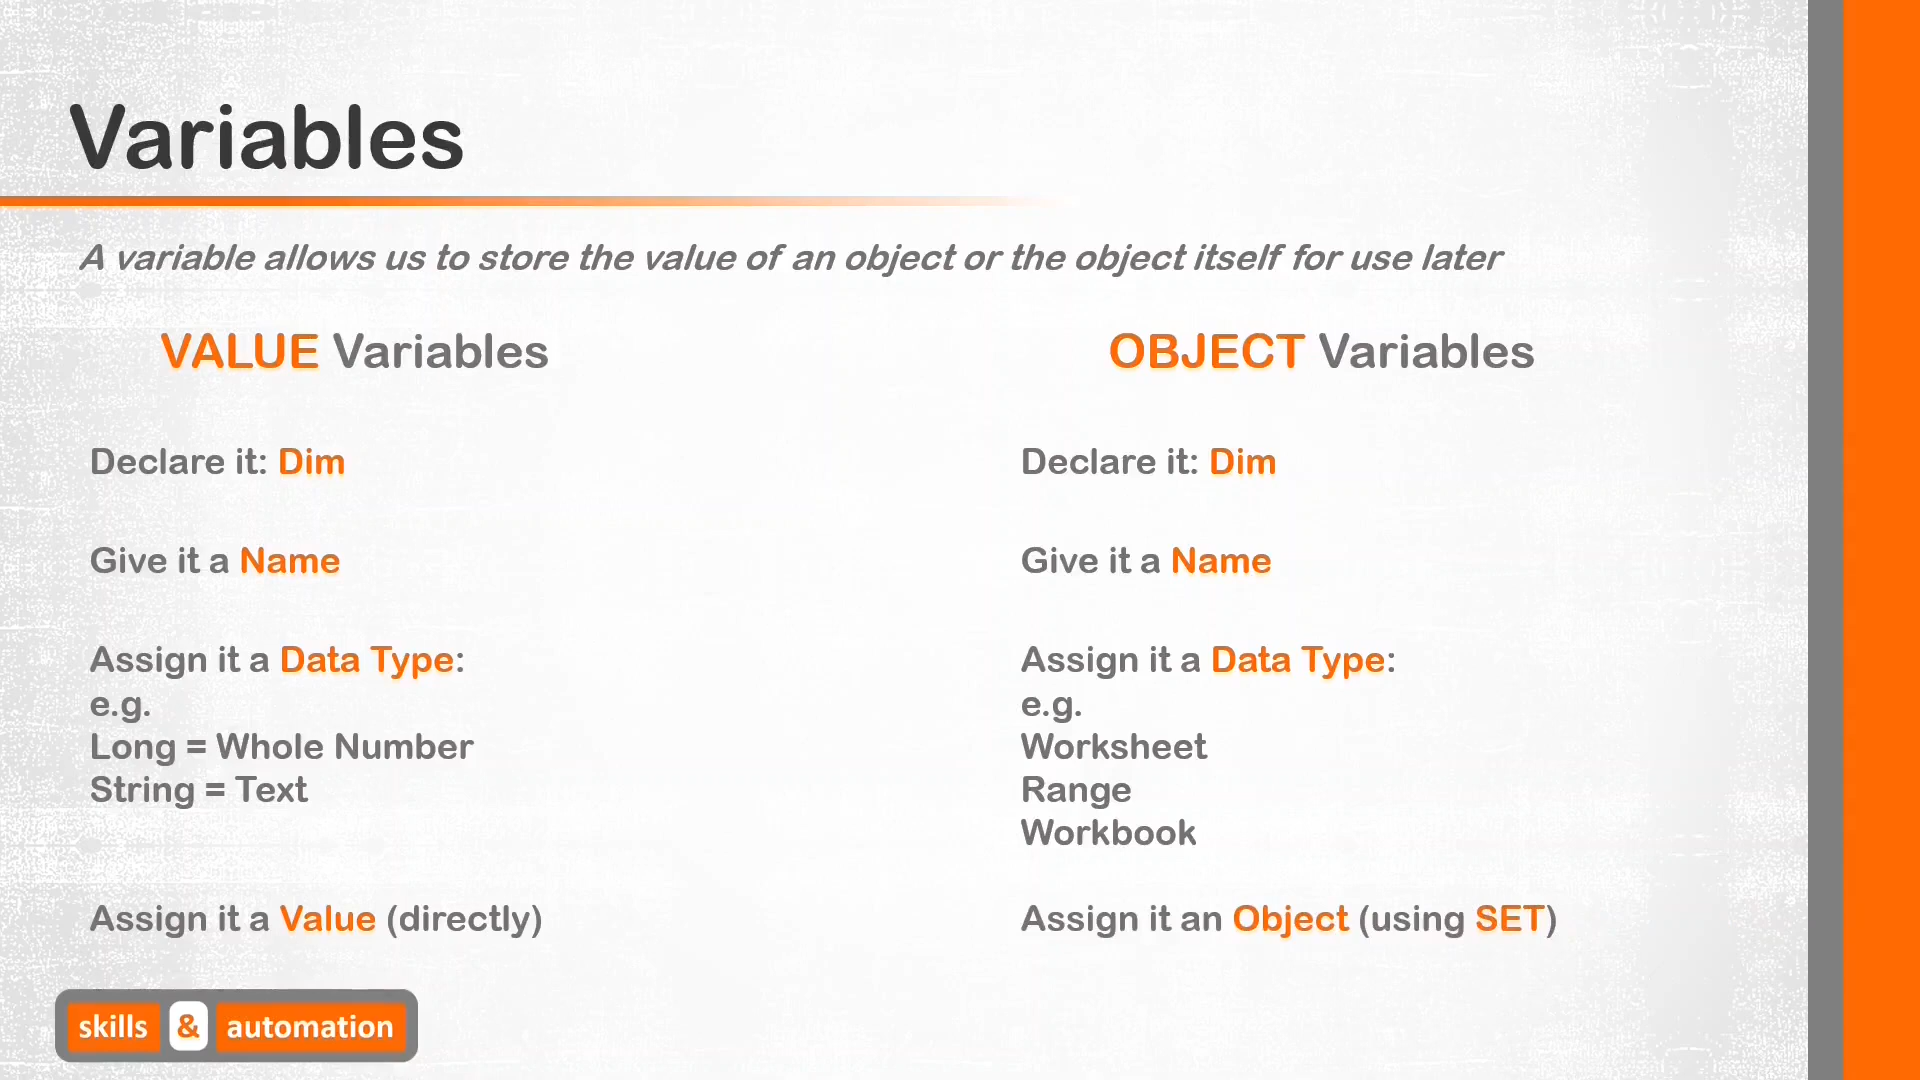 Variables
A variable allows us to store the value of an object or the object itself for use later
VALUE Variables
Declare it: Dim
Give it a Name
Assign it a Data Type:
e.g.
Long = Whole Number
String = Text
Assign it a Value (directly)
OBJECT Variables
Declare it: Dim
Give it a Name
Assign it a Data Type:
e.g.
Worksheet
Range
Workbook
Assign it an Object (using SET)
skills & automation